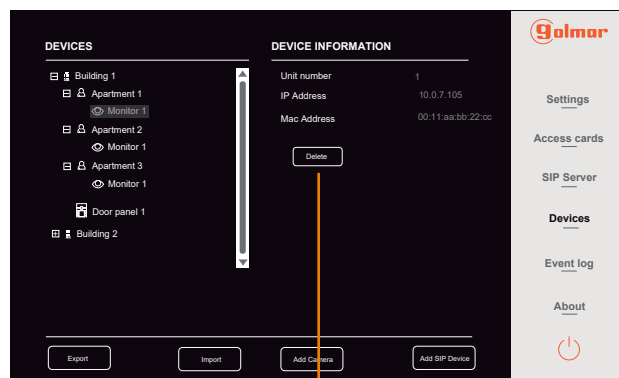 golmar
DEVICES
DEVICE INFORMATION
Building 1
Apartment 1
Monitor 1
Apartment 2
Monitor 1
Apartment 3
Monitor 1
Door panel 1
Building 2
Unit number 1
IP Address 10.0.7.105
Mac Address 00:11:aa:bb:22:cc
Delete
Settings
Access cards
SIP Server
Devices
Event log
About
Export
Import
Add Camera
Add SIP Device